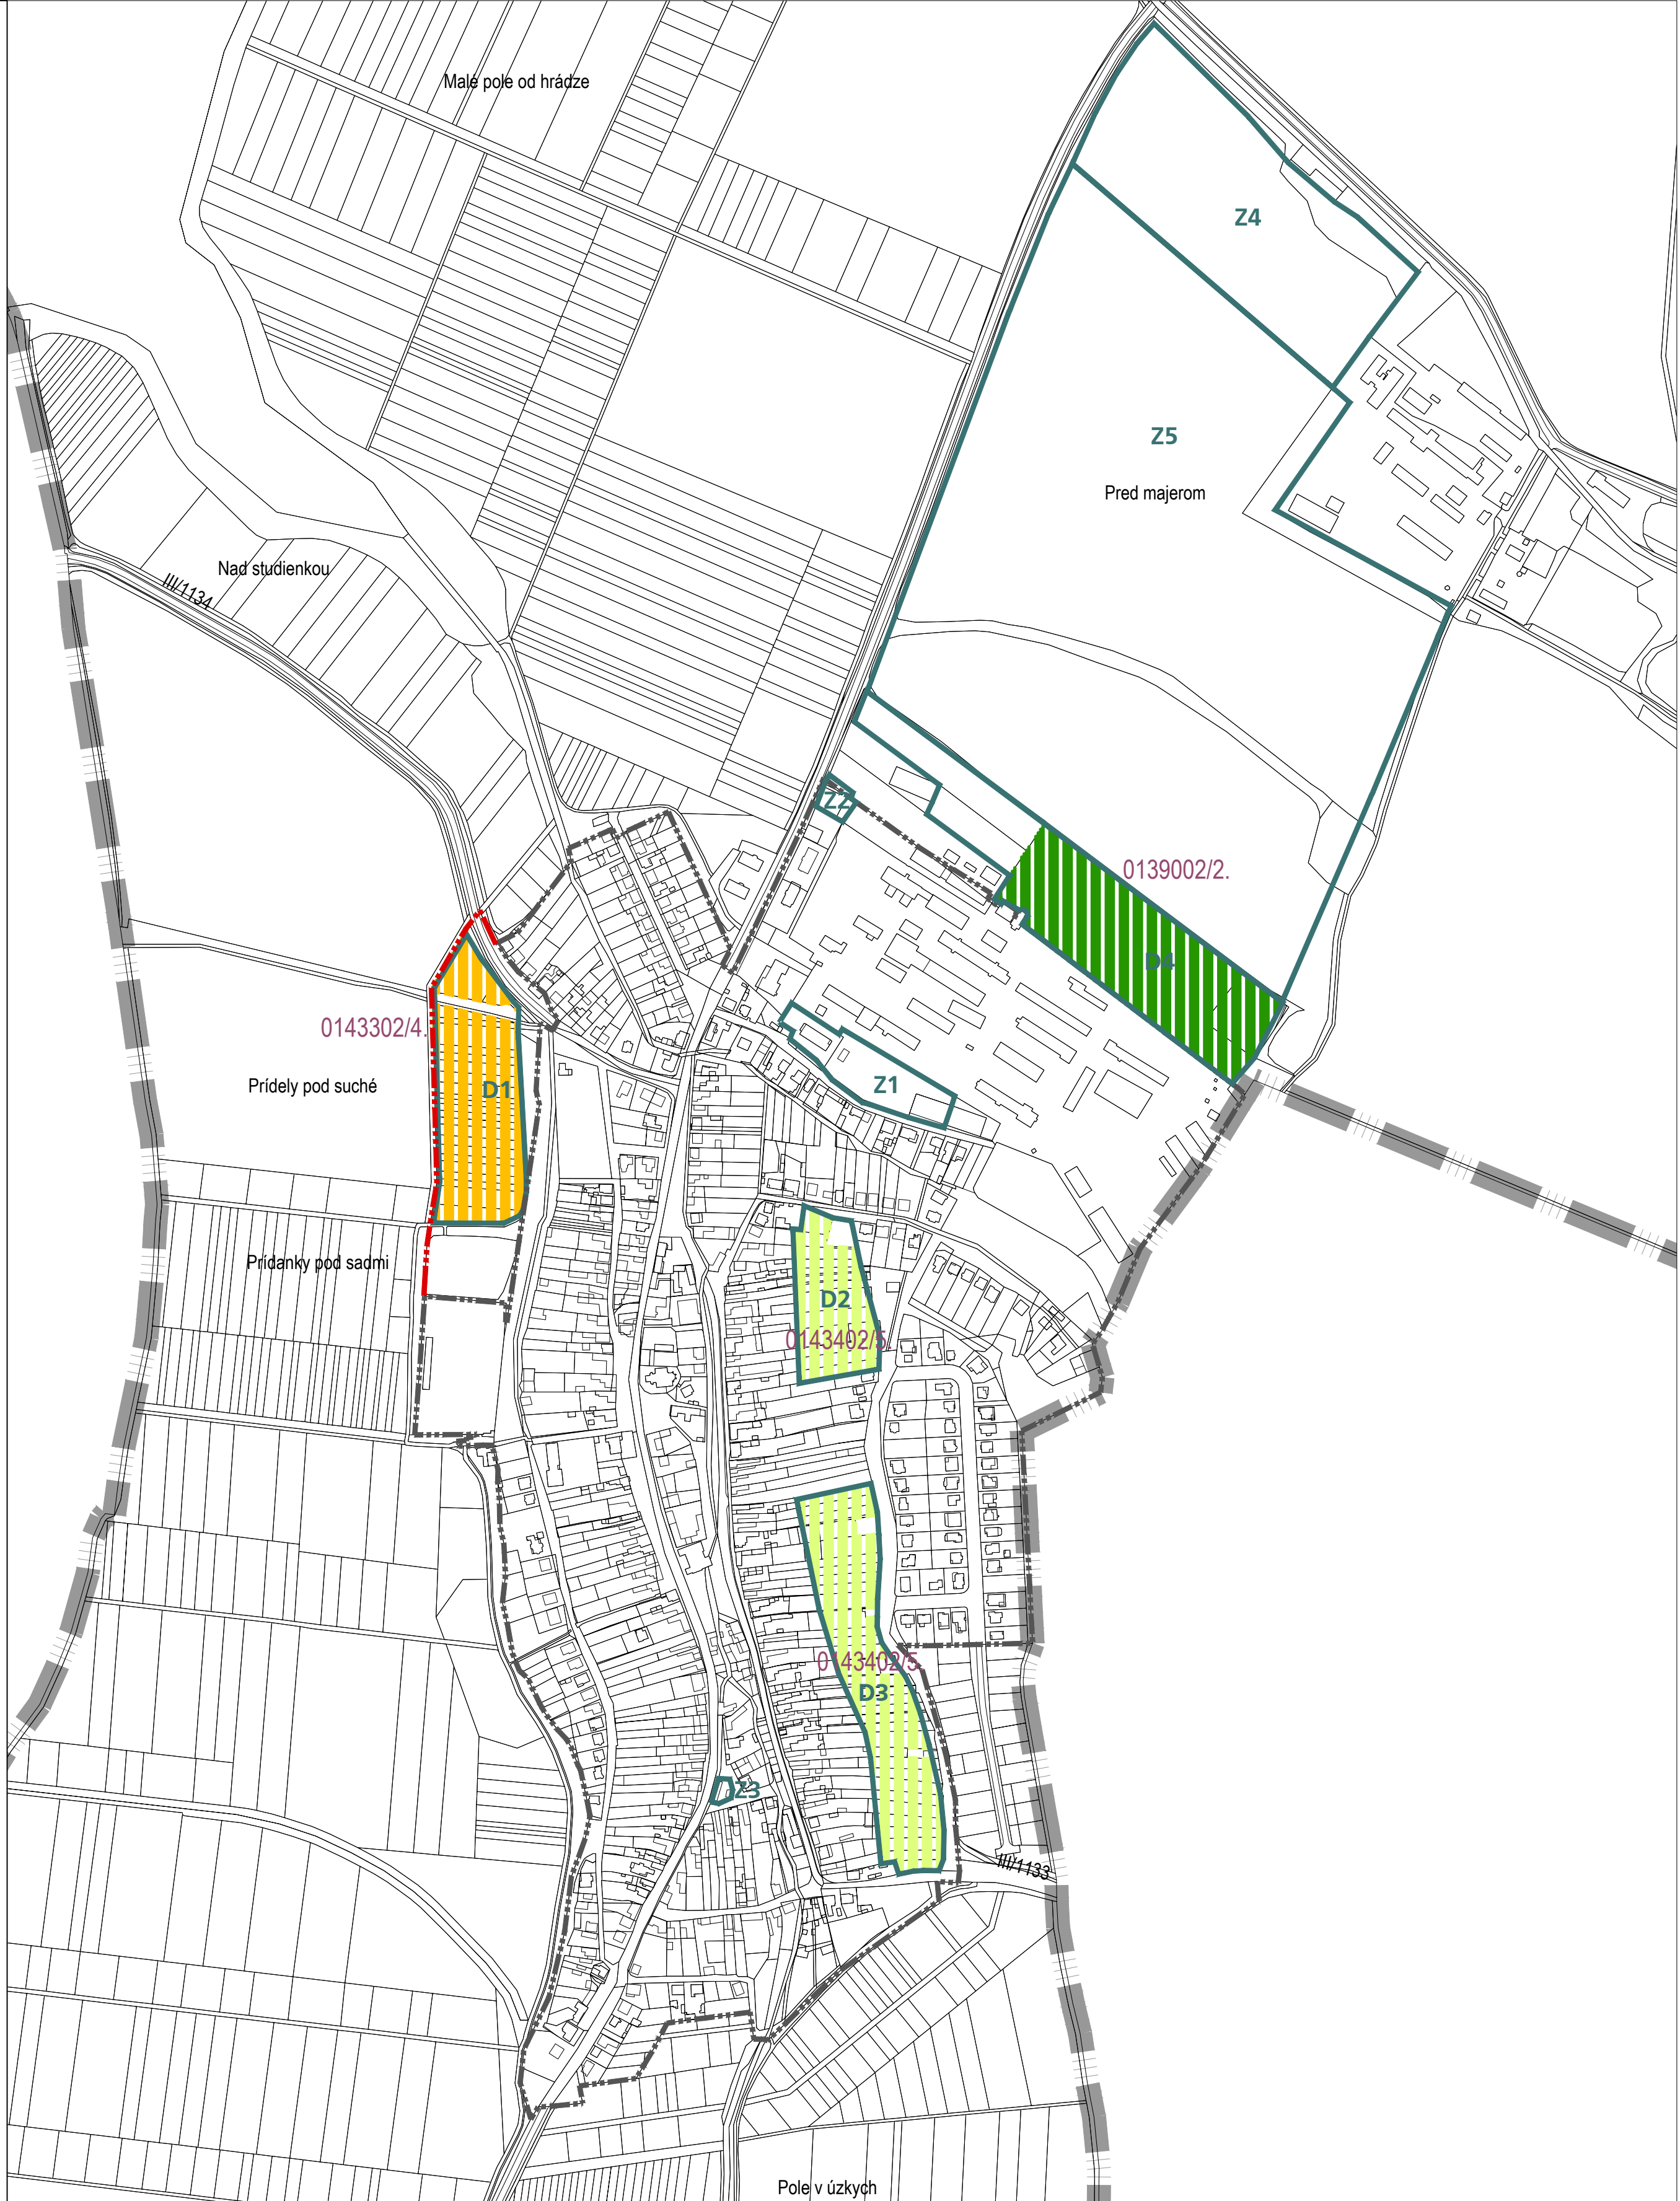 Malé pole od hrádze
Z4
Z5
Pred majerom
Nad studienkou
III/1134
Z2
0139002/2.
D4
0143302/4.
Prídely pod suché
D1
Z1
Prídanky pod sadmi
D2
0143402/5.
0143402/5.
D3
Z3
III/1133
Pole v úzkych